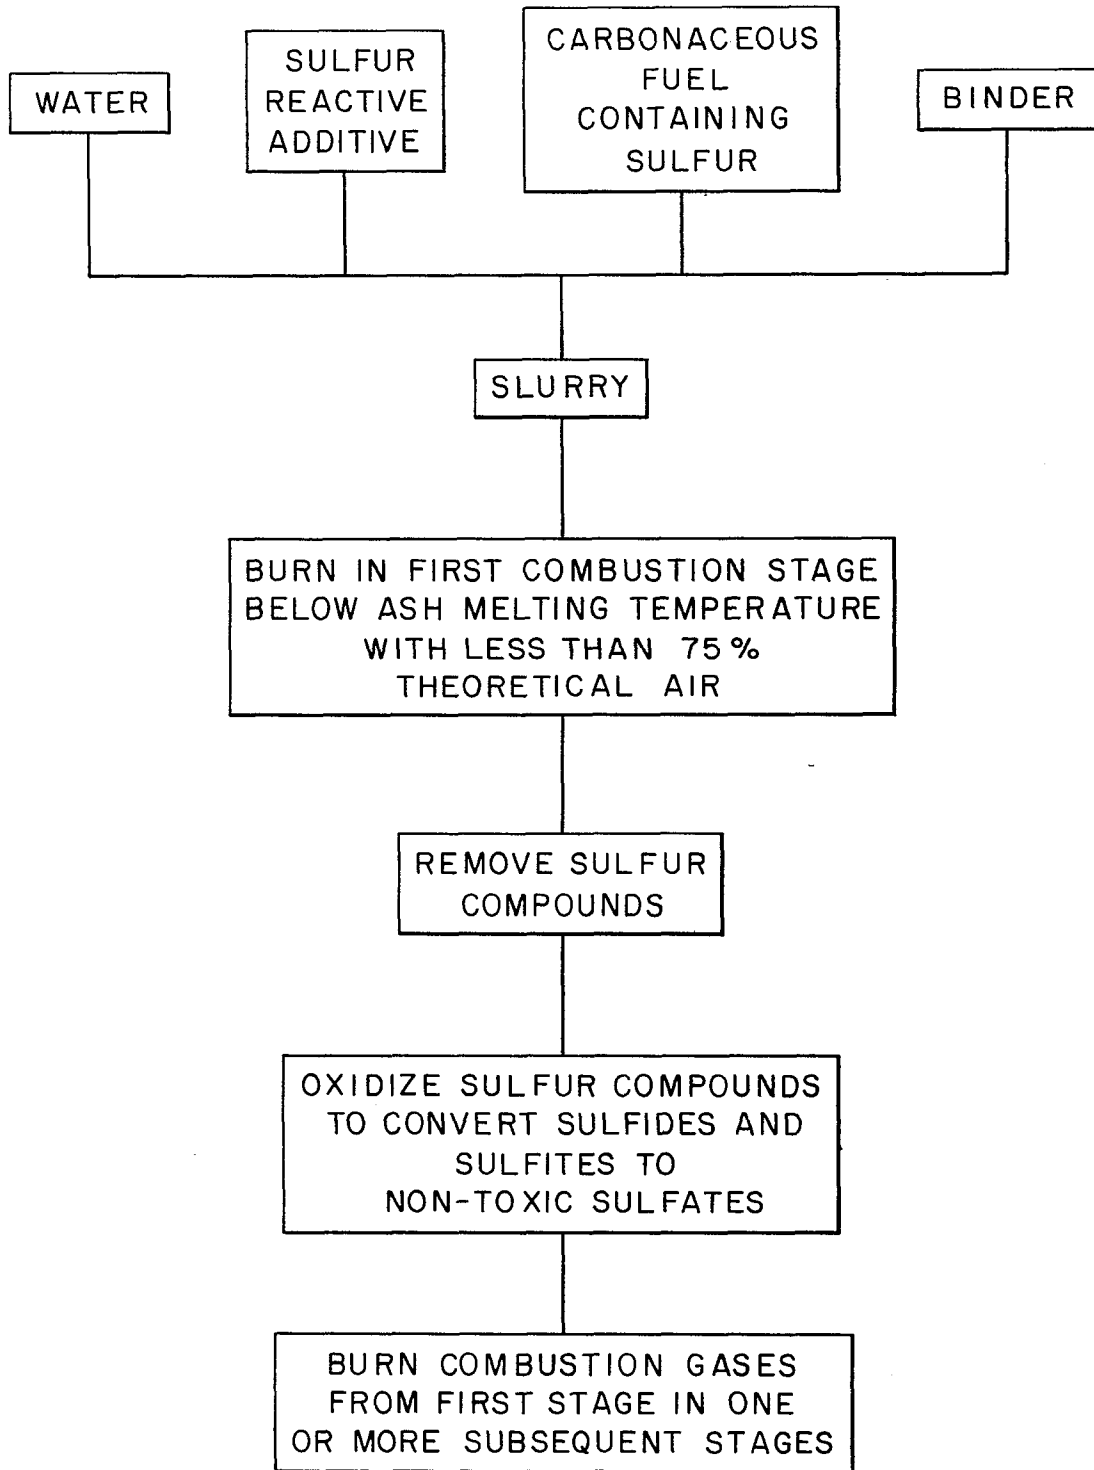 WATER
SULFUR
REACTIVE
ADDITIVE
CARBONACEOUS
FUEL
CONTAINING
SULFUR
BINDER
SLURRY
BURN IN FIRST COMBUSTION STAGE
BELOW ASH MELTING TEMPERATURE
WITH LESS THAN 75%
THEORETICAL AIR
REMOVE SULFUR
COMPOUNDS
OXIDIZE SULFUR COMPOUNDS
TO CONVERT SULFIDES AND
SULFITES TO
NON-TOXIC SULFATES
BURN COMBUSTION GASES
FROM FIRST STAGE IN ONE
OR MORE SUBSEQUENT STAGES